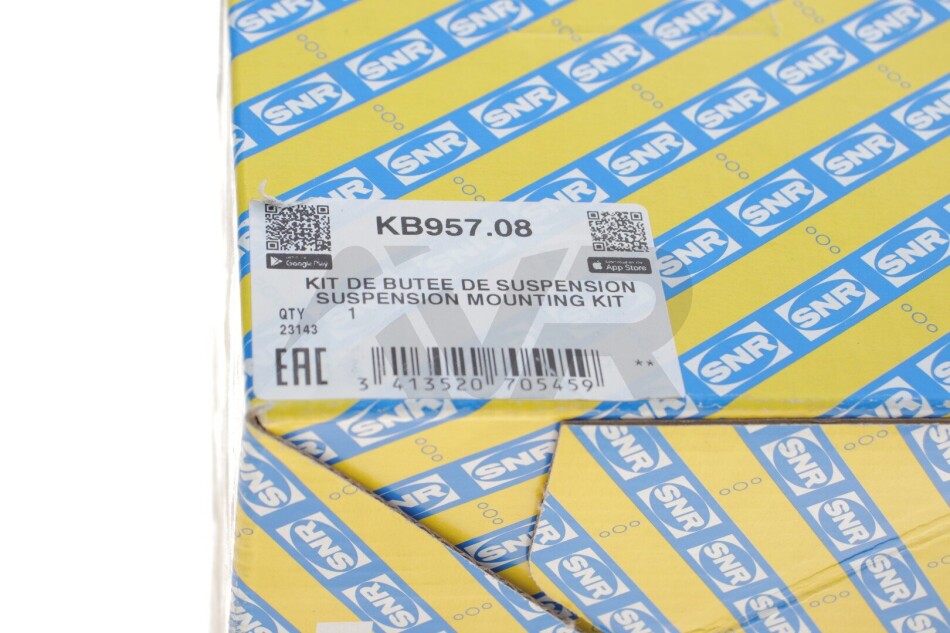 KB957.08
Google Play
App Store
KIT DE BUTEE DE SUSPENSION
SUSPENSION MOUNTING KIT
QTY 1
23143
EAC
3 413520 705459
**
SNR